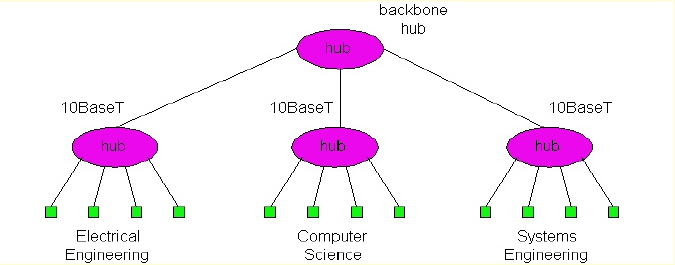 backbone
hub
hub
10BaseT
10BaseT
10BaseT
hub
hub
hub
Electrical
Engineering
Computer
Science
Systems
Engineering